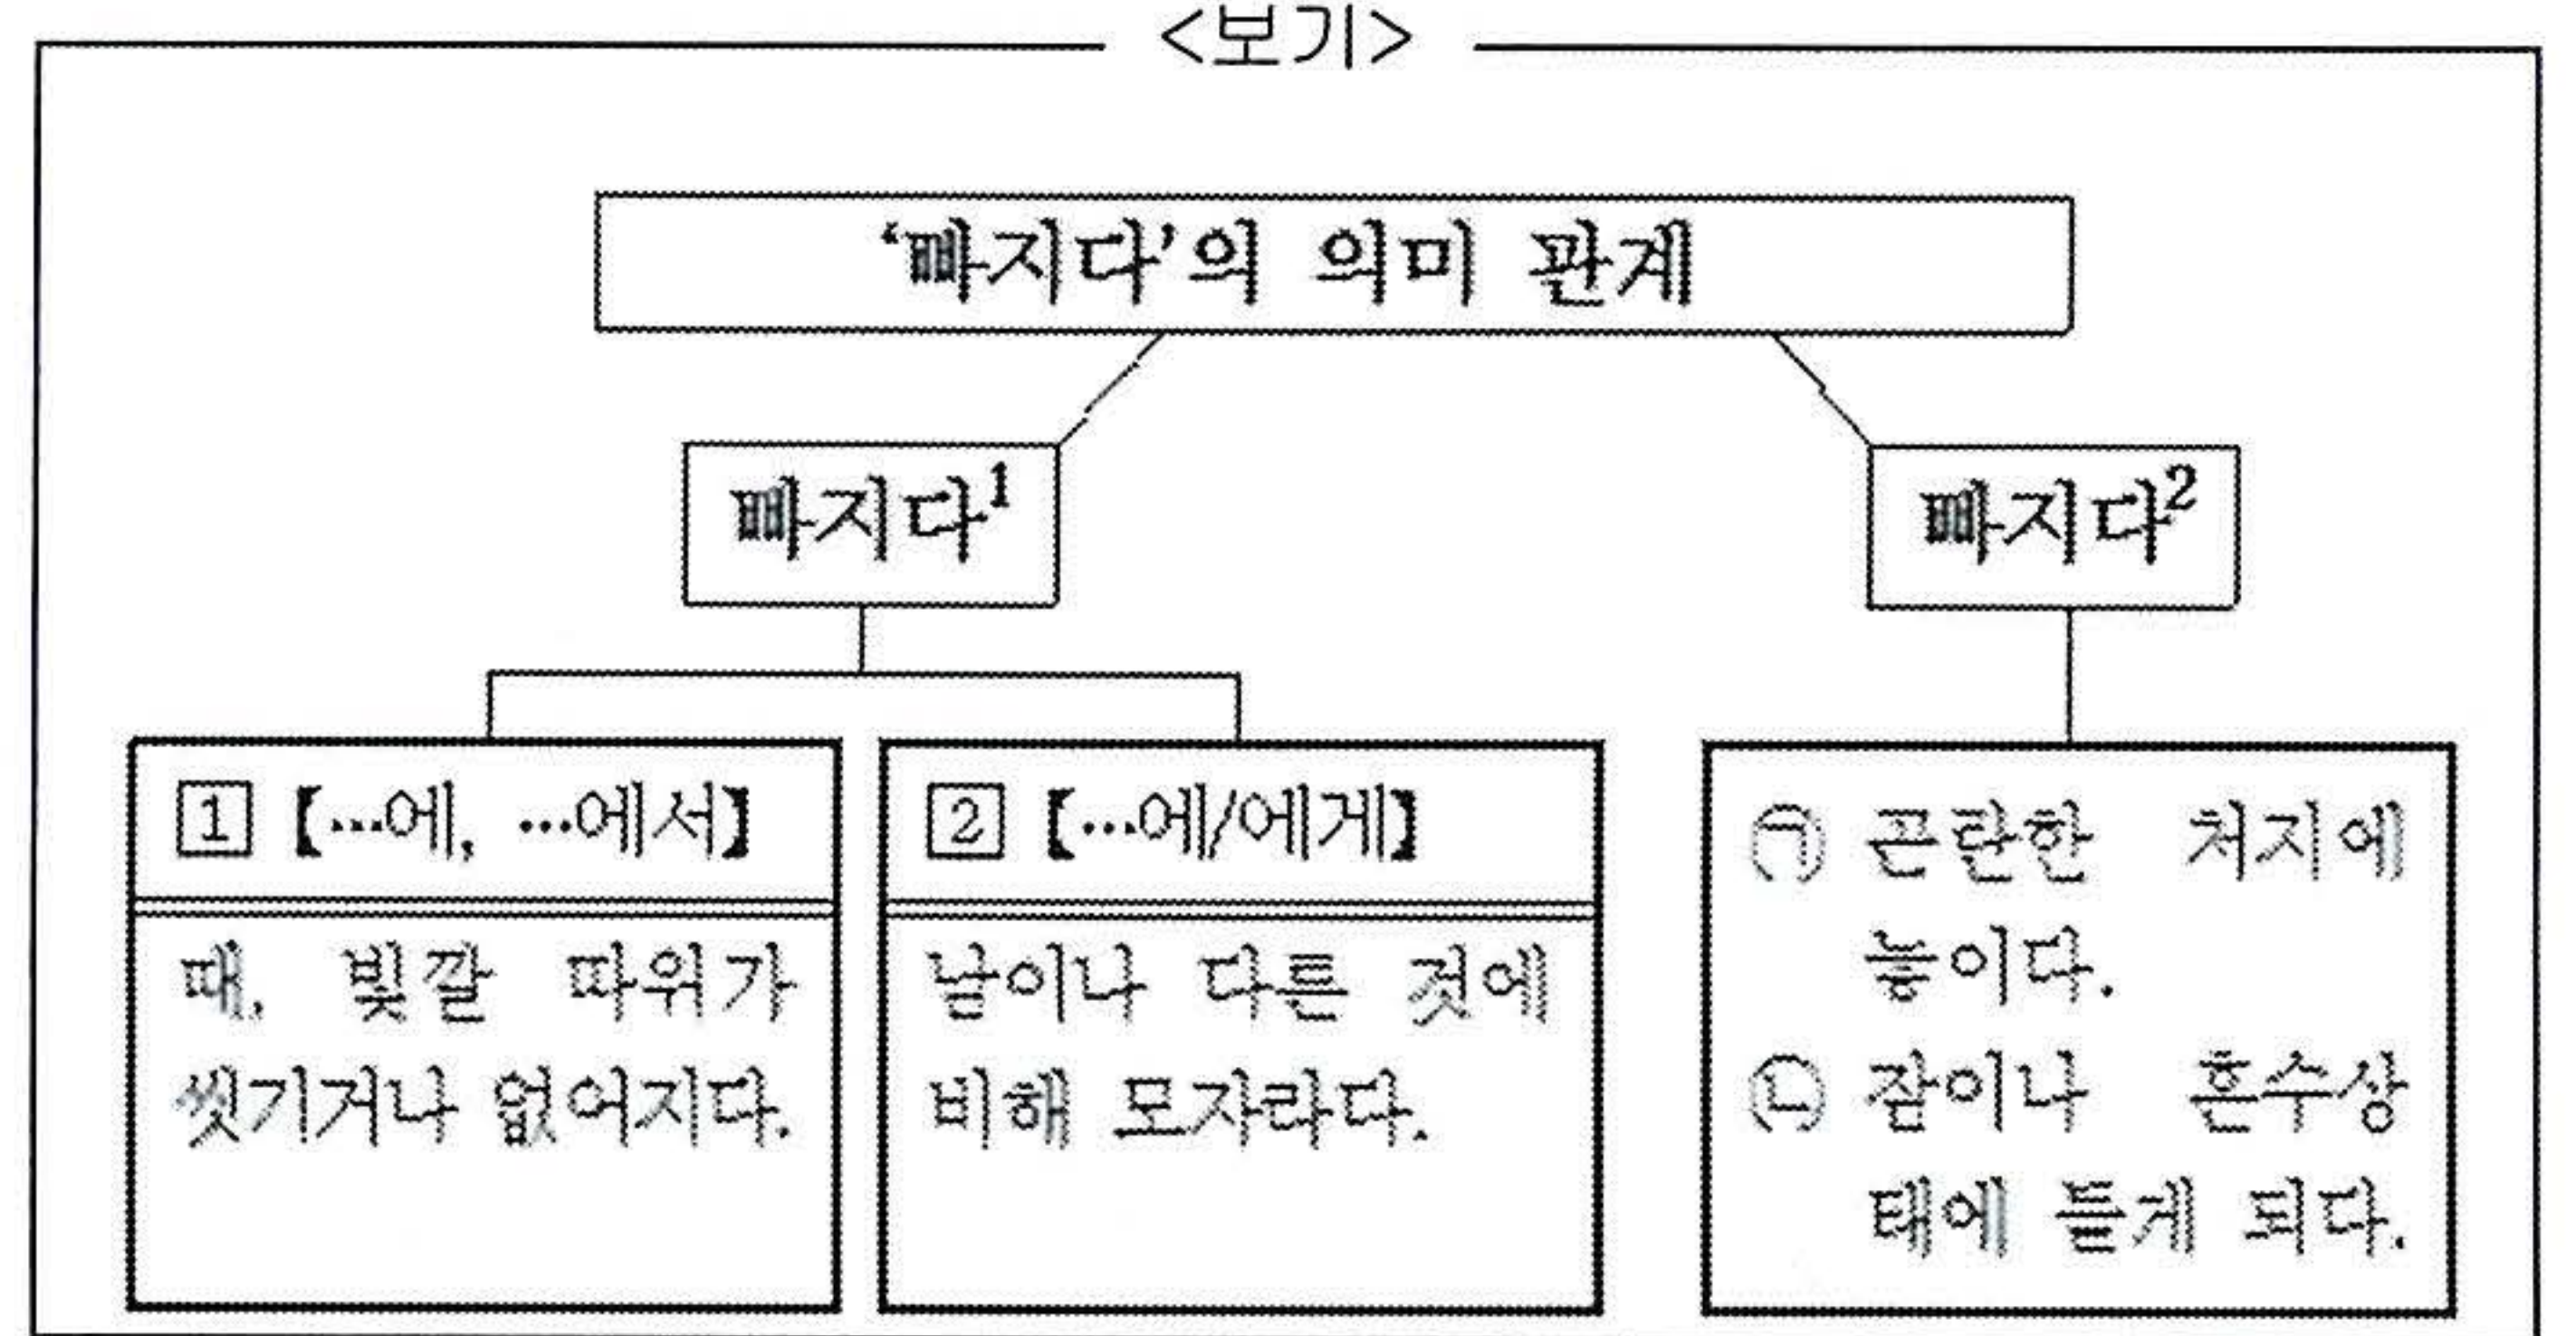 <보기>
‘빠지다’의 의미 관계
빠지다¹
빠지다²
1 【…에, …에서】
때, 빛깔 따위가
씻기거나 없어지다.
2 【…에/에게】
남이나 다른 것에
비해 모자라다.
㉠ 곤란한 처지에
놓이다.
㉡ 잠이나 혼수상
태에 들게 되다.